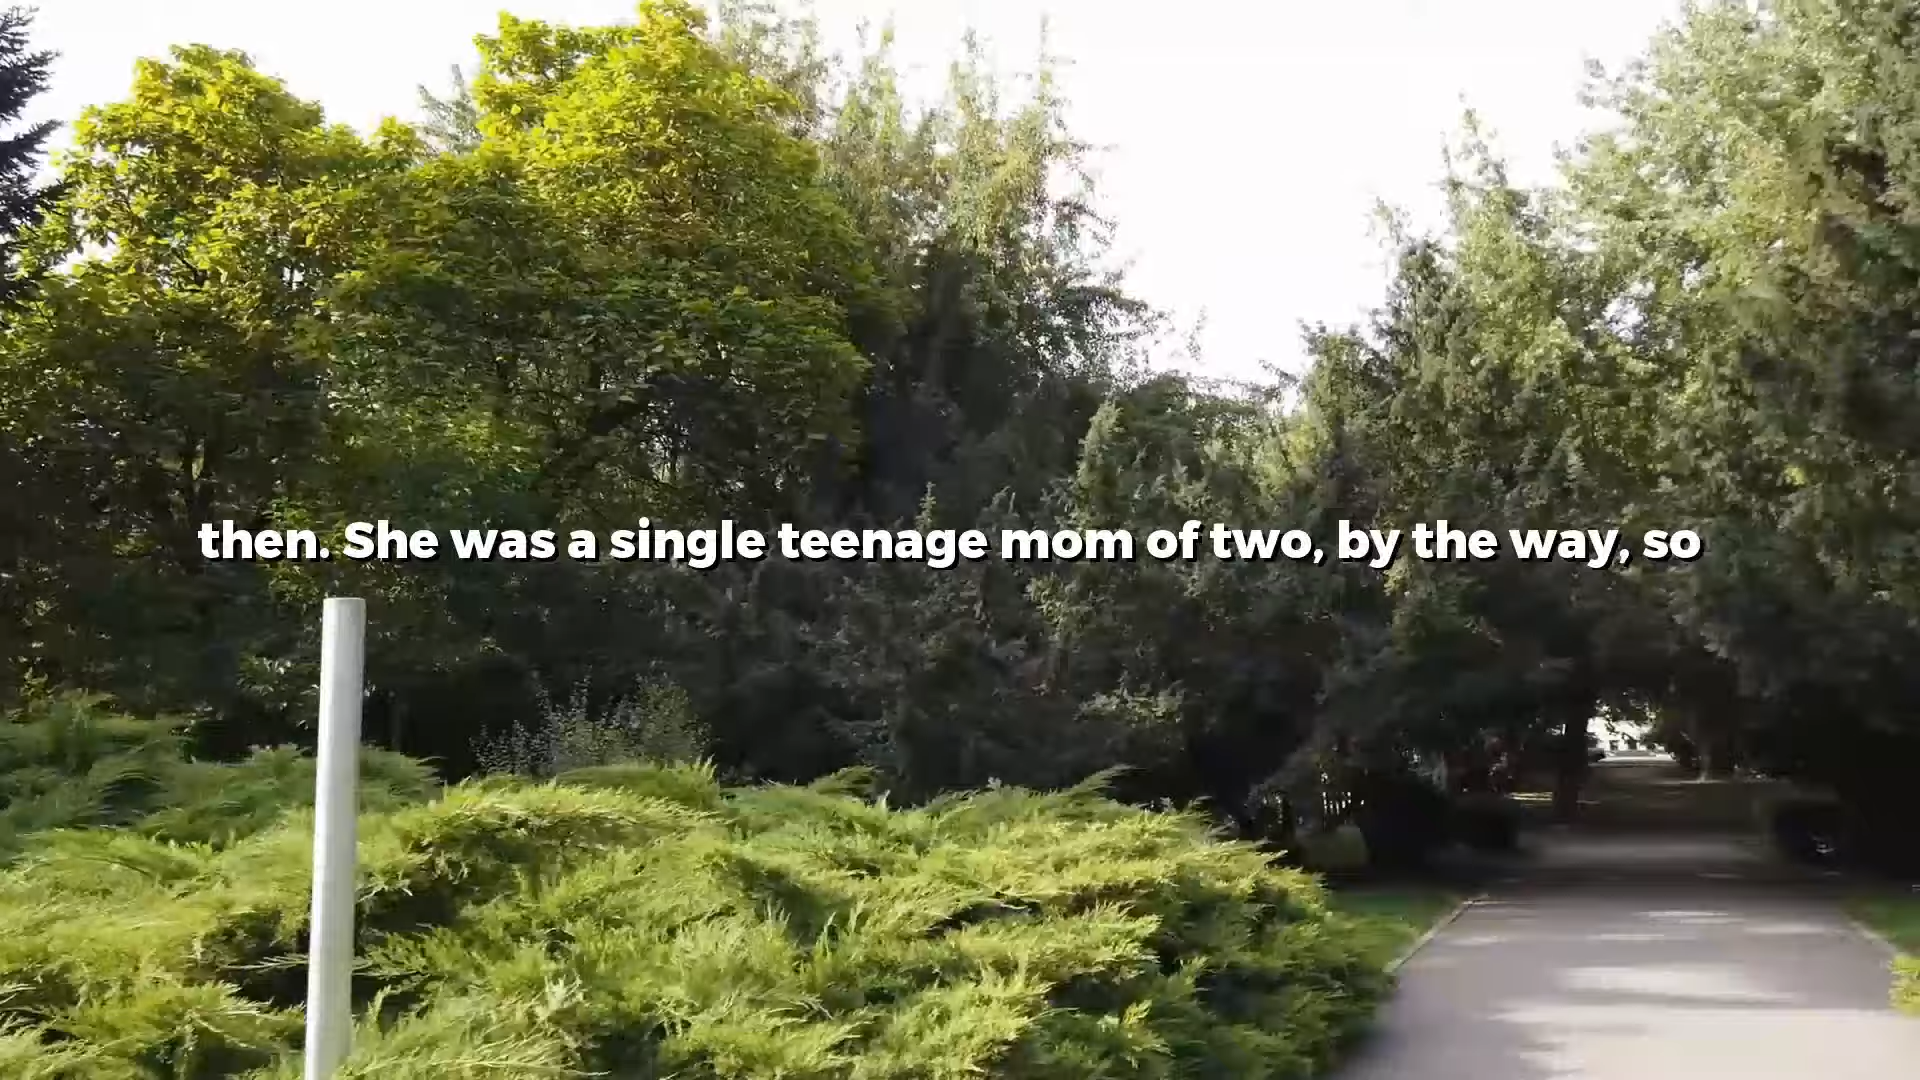 then. She was a single teenage mom of two, by the way, so